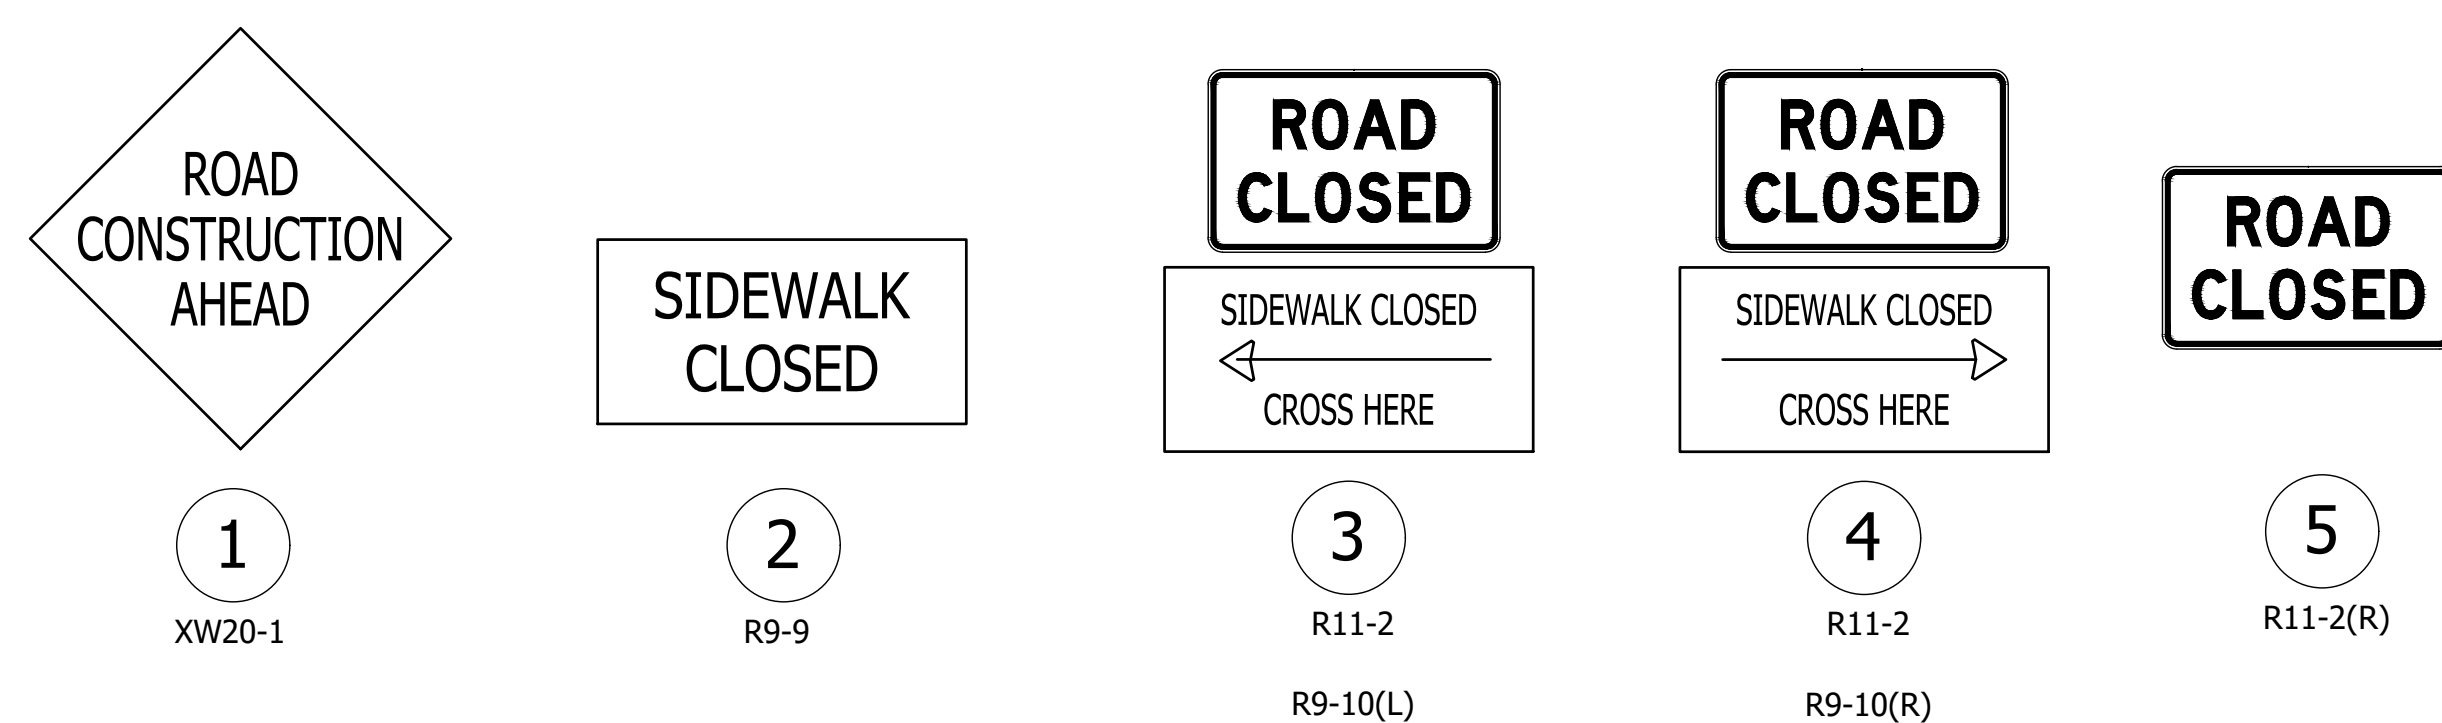 ROAD
CONSTRUCTION
AHEAD
1
XW20-1
SIDEWALK
CLOSED
2
R9-9
ROAD
CLOSED
SIDEWALK CLOSED
CROSS HERE
3
R11-2
R9-10(L)
ROAD
CLOSED
SIDEWALK CLOSED
CROSS HERE
4
R11-2
R9-10(R)
ROAD
CLOSED
5
R11-2(R)